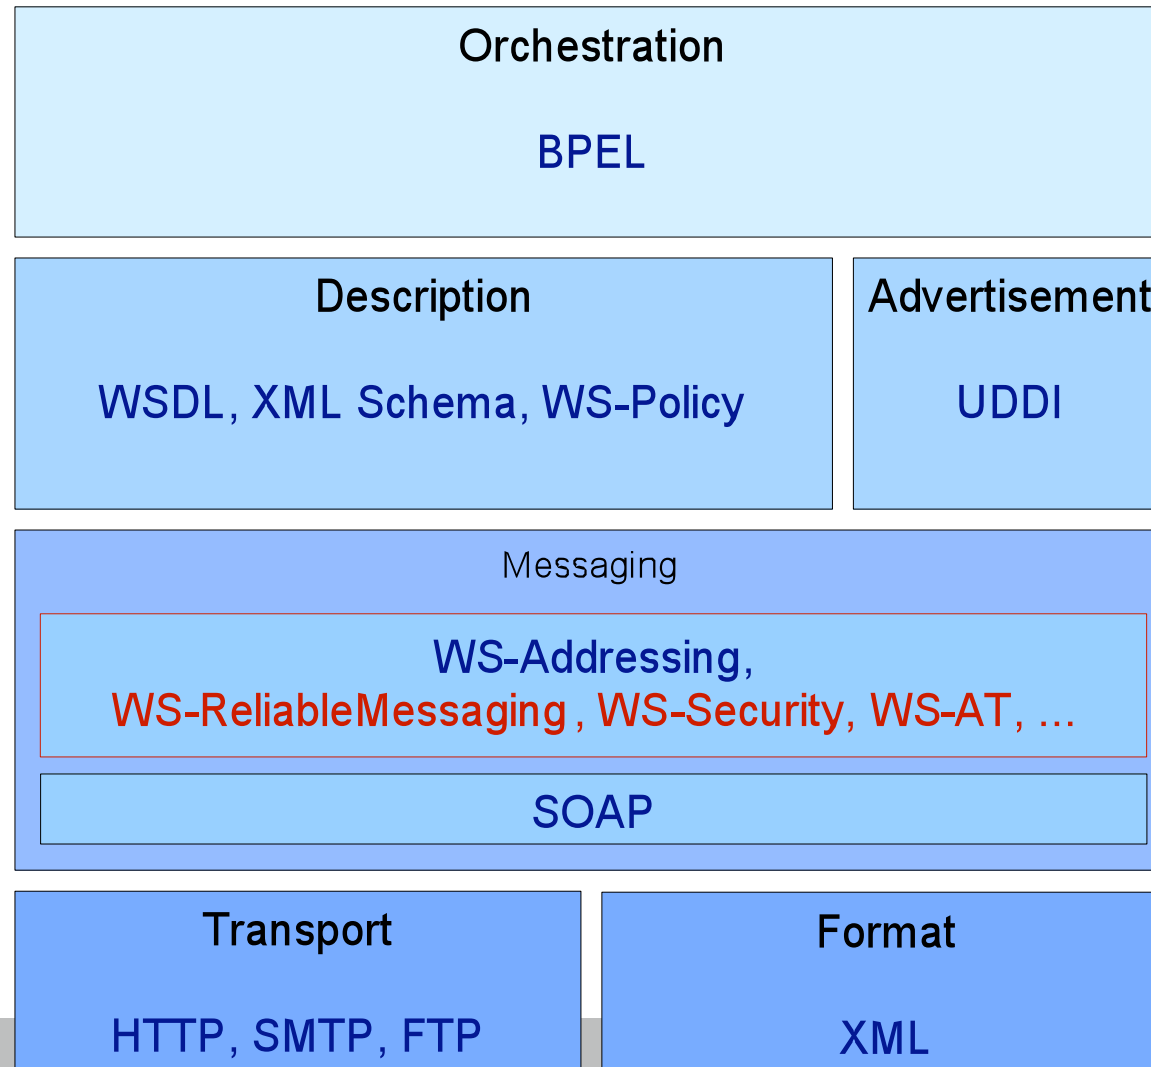 Orchestration
BPEL
Description
WSDL, XML Schema, WS-Policy
Advertisement
UDDI
Messaging
WS-Addressing,
WS-ReliableMessaging, WS-Security, WS-AT, ...
SOAP
Transport
HTTP, SMTP, FTP
Format
XML